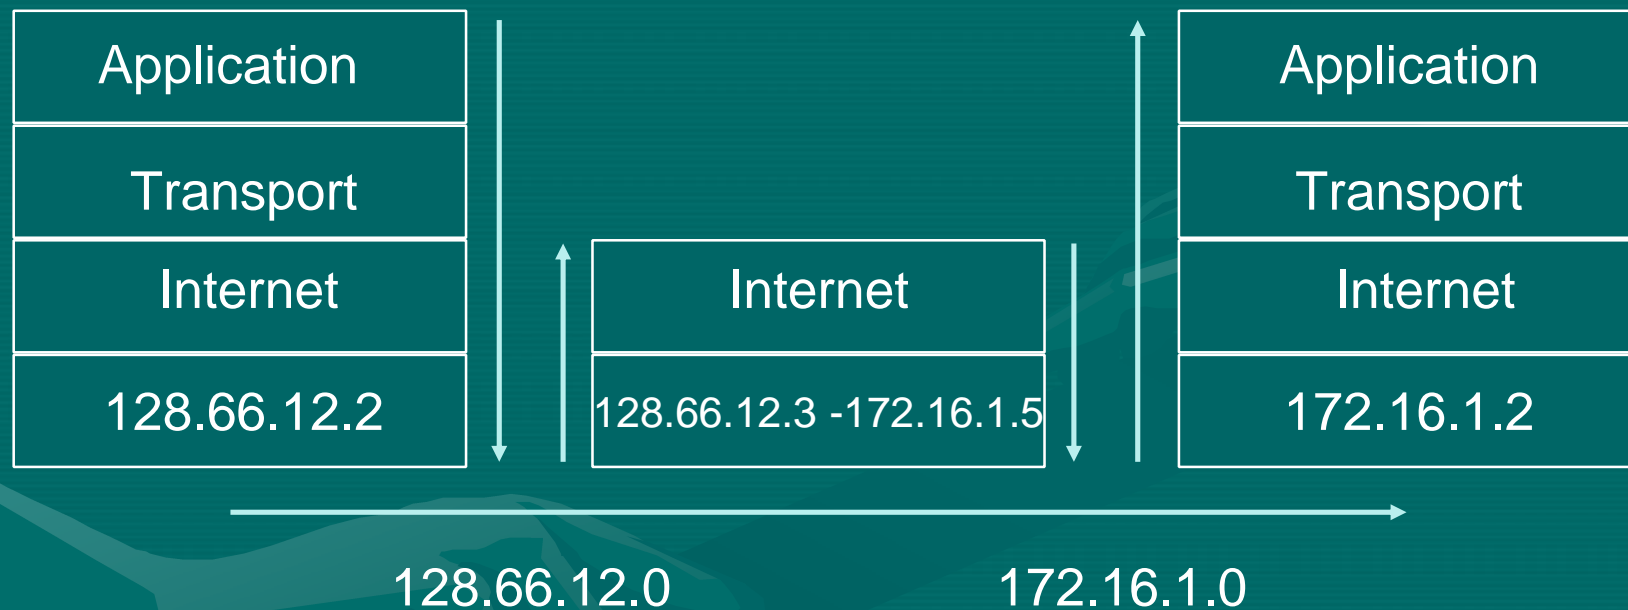 Application
Transport
Internet
128.66.12.2
Internet
128.66.12.3 -172.16.1.5
Application
Transport
Internet
172.16.1.2
128.66.12.0
172.16.1.0